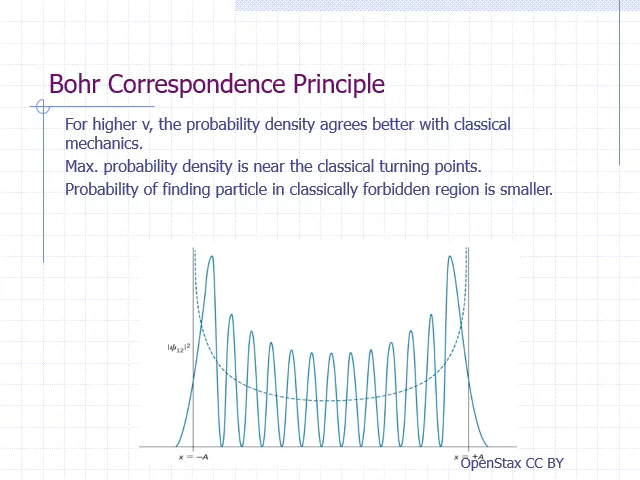 Bohr Correspondence Principle
For higher v, the probability density agrees better with classical
mechanics.
Max. probability density is near the classical turning points.
Probability of finding particle in classically forbidden region is smaller.
|ψ₁₂|²
x = −A
x = +A
OpenStax CC BY